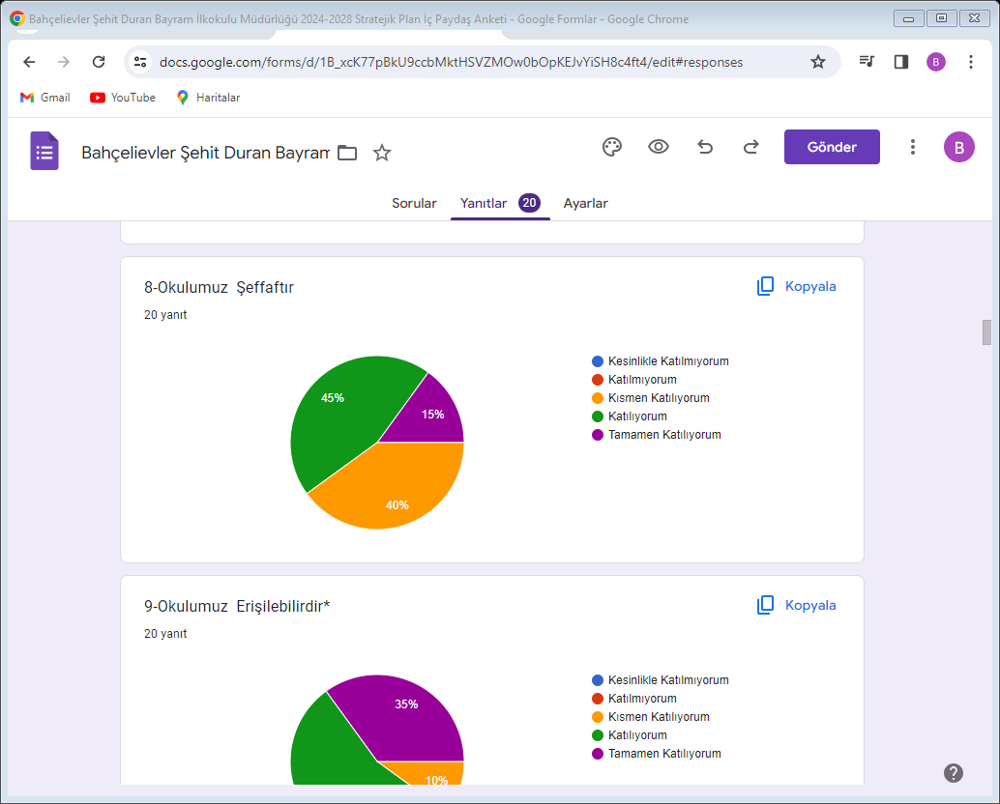 Bahçelievler Şehit Duran Bayram İlkokulu Müdürlüğü 2024-2028 Stratejik Plan İç Paydaş Anketi - Google Formlar - Google Chrome
docs.google.com/forms/d/1B_xcK77pBkU9ccbMktHSVZMOw0bOpKEJvYiSH8c4ft4/edit#responses
B
Gmail YouTube Haritalar
Bahçelievler Şehit Duran Bayram
Gönder
B
Sorular Yanıtlar 20 Ayarlar
8-Okulumuz Şeffaftır
Kopyala
20 yanıt
45%
15%
40%
Kesinlikle Katılmıyorum
Katılmıyorum
Kısmen Katılıyorum
Katılıyorum
Tamamen Katılıyorum
9-Okulumuz Erişilebilirdir*
Kopyala
20 yanıt
35%
10%
Kesinlikle Katılmıyorum
Katılmıyorum
Kısmen Katılıyorum
Katılıyorum
Tamamen Katılıyorum